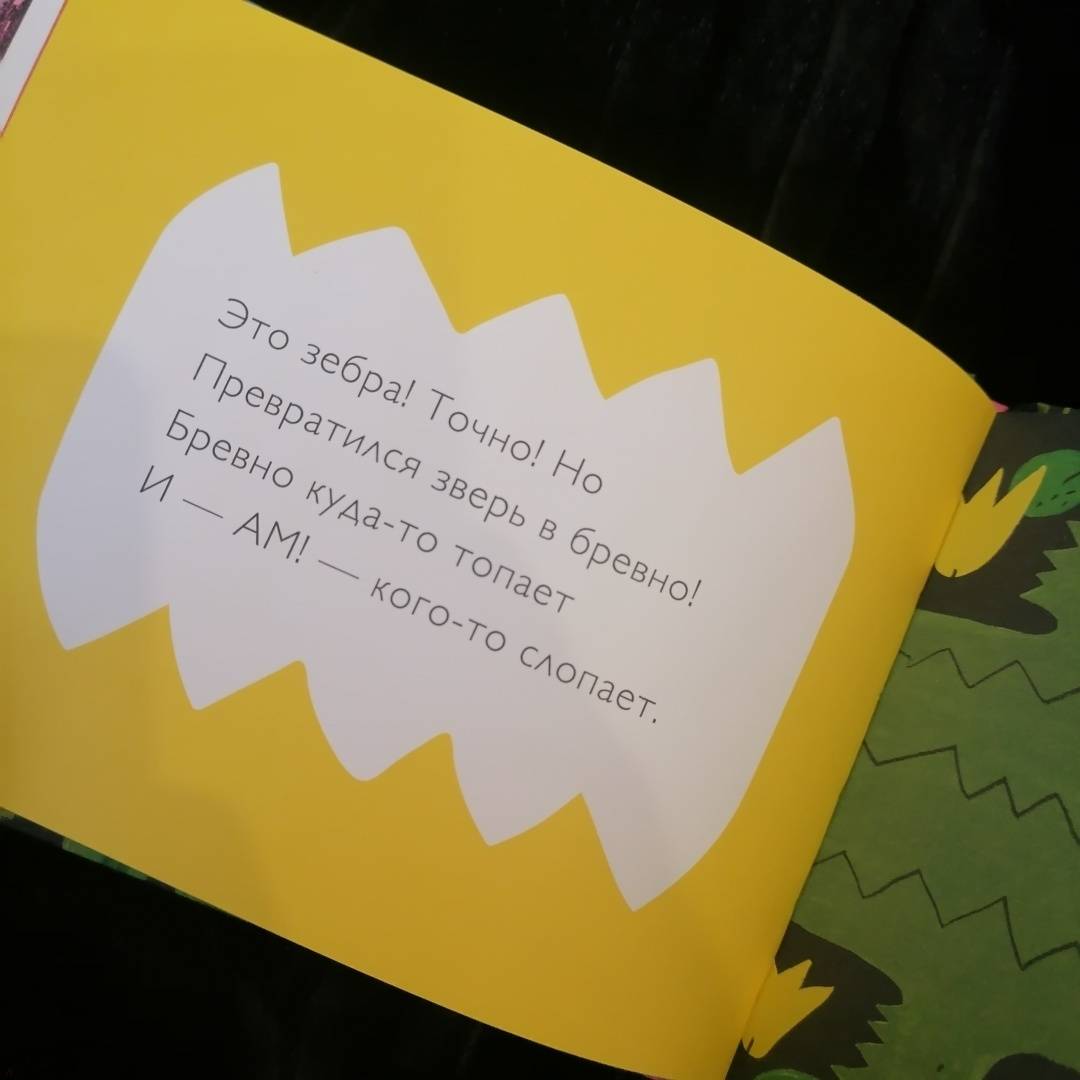 Это зебра! Точно! Но
Превратился зверь в бревно!
Бревно куда-то топает
И — АМ! — кого-то слопает.